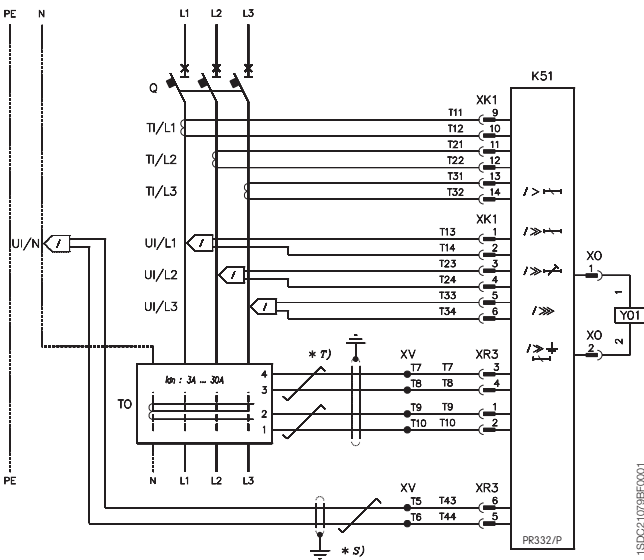 PE N L1 L2 L3
K51
Q
XK1
T11 9
TI/L1 T12 10
T21 11
TI/L2 T22 12
T31 13
TI/L3 T32 14
I>
XK1
UI/N I UI/L1 I T13 1
I≫
T14 2
UI/L2 I T23 3
I≫
XO
1
T24 4
UI/L3 I T33 5
1
T34 6
I⋙
Y01
2
XO
2
I≫
* T) XV XR3
Idn : 3A ... 30A 4 T7 T7 3
3 T8 T8 4
TO 2 T9 T9 1
1 T10 T10 2
PE N L1 L2 L3
XV XR3
T5 T43 6
T6 T44 5
* S)
PR332/P
1SDC21079BF0001